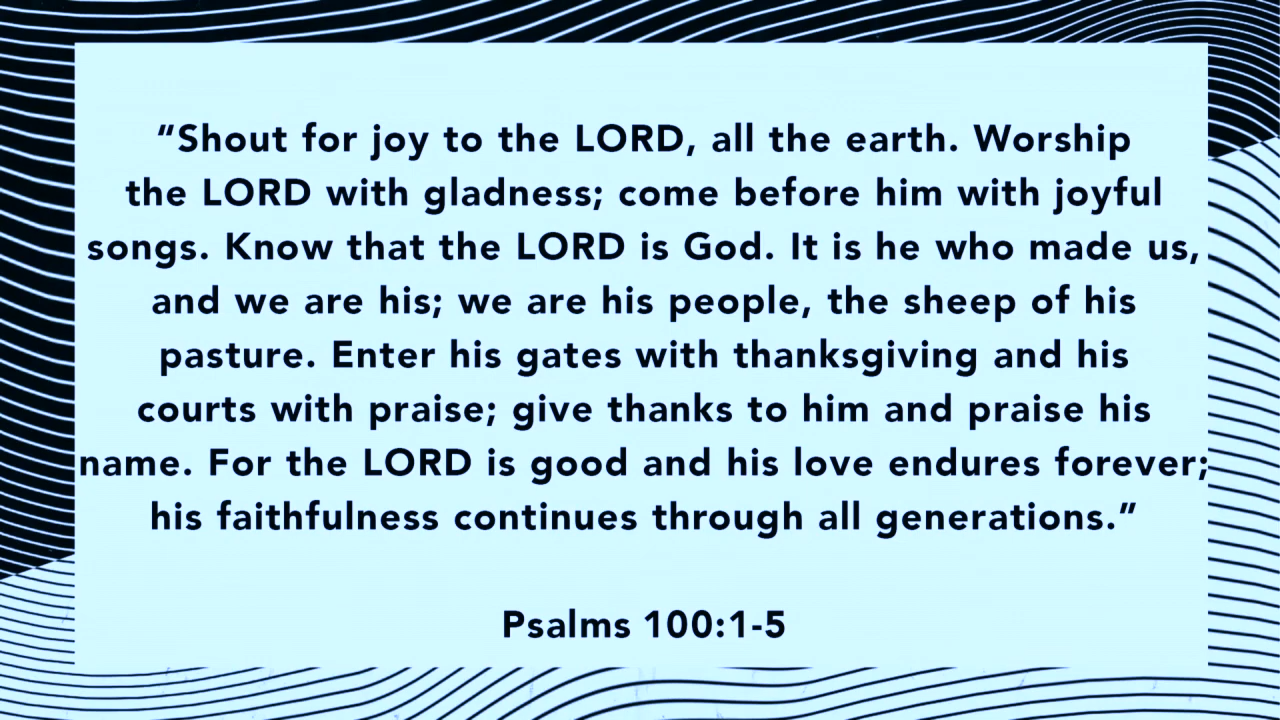 “Shout for joy to the LORD, all the earth. Worship
the LORD with gladness; come before him with joyful
songs. Know that the LORD is God. It is he who made us,
and we are his; we are his people, the sheep of his
pasture. Enter his gates with thanksgiving and his
courts with praise; give thanks to him and praise his
name. For the LORD is good and his love endures forever;
his faithfulness continues through all generations.”
Psalms 100:1-5